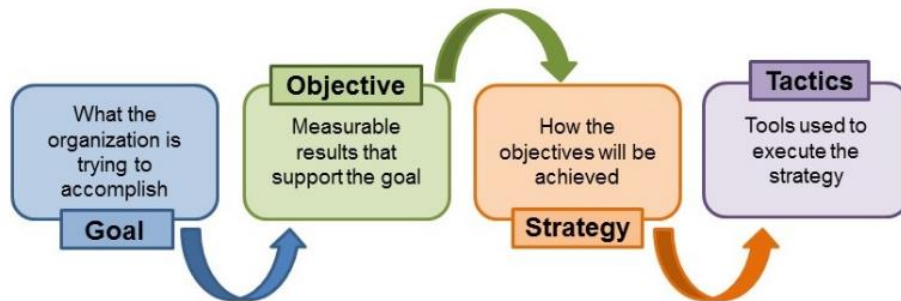 What the
organization is
trying to
accomplish
Goal
Objective
Measurable
results that
support the goal
How the
objectives will be
achieved
Strategy
Tactics
Tools used to
execute the
strategy